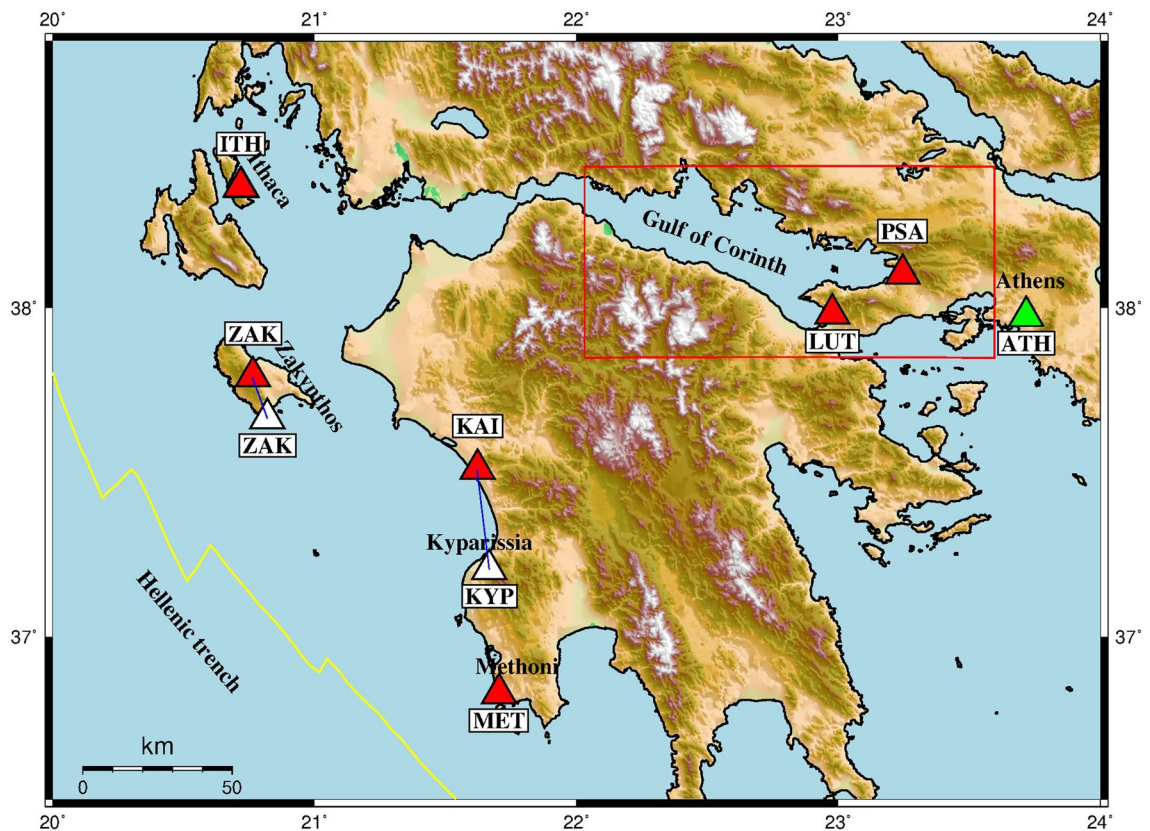 20°
21°
22°
23°
24°
ITH
Ithaca
Gulf of Corinth
PSA
Athens
38°
38°
ZAK
Zakynthos
LUT
ATH
ZAK
KAI
Kyparissia
KYP
Hellenic trench
37°
37°
Methoni
MET
km
0
50
20°
21°
22°
23°
24°